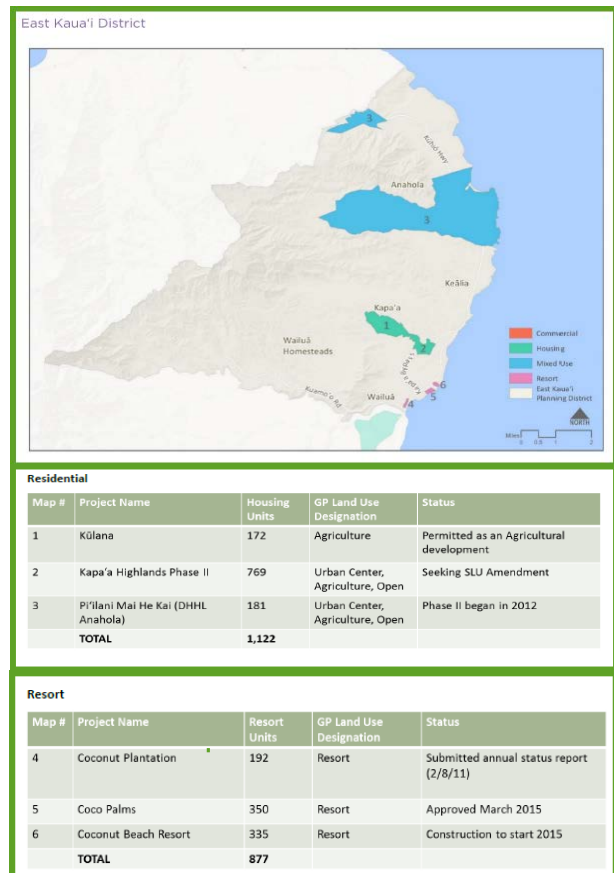 East Kaua'i District
3
Kūhiō Hwy
Anahola
3
Keālia
Kapa'a
1
2
Wailuā
Homesteads
6
5
4
Kuamo'o Rd
Wailuā
Commercial
Housing
Mixed Use
Resort
East Kaua'i
Planning District
NORTH
Miles
0 0.5 1 2
Residential
Map # Project Name Housing Units GP Land Use Designation Status
1 Kūlana 172 Agriculture Permitted as an Agricultural development
2 Kapa'a Highlands Phase II 769 Urban Center, Agriculture, Open Seeking SLU Amendment
3 Pi'ilani Mai He Kai (DHHL Anahola) 181 Urban Center, Agriculture, Open Phase II began in 2012
TOTAL 1,122
Resort
Map # Project Name Resort Units GP Land Use Designation Status
4 Coconut Plantation 192 Resort Submitted annual status report (2/8/11)
5 Coco Palms 350 Resort Approved March 2015
6 Coconut Beach Resort 335 Resort Construction to start 2015
TOTAL 877